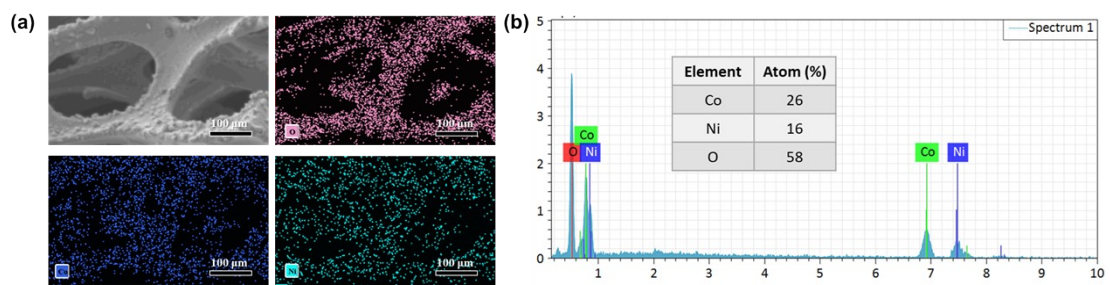 (a)
100 µm
O
100 µm
Co
100 µm
Ni
100 µm
(b)
5
4
3
2
1
0
Spectrum 1
Element Atom (%)
Co 26
Ni 16
O 58
Co
O Ni
Co Ni
1 2 3 4 5 6 7 8 9 10